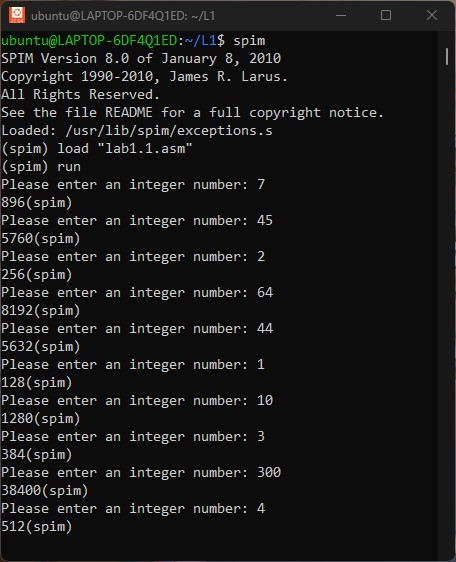 ubuntu@LAPTOP-6DF4Q1ED: ~/L1
ubuntu@LAPTOP-6DF4Q1ED:~/L1$ spim
SPIM Version 8.0 of January 8, 2010
Copyright 1990-2010, James R. Larus.
All Rights Reserved.
See the file README for a full copyright notice.
Loaded: /usr/lib/spim/exceptions.s
(spim) load "lab1.1.asm"
(spim) run
Please enter an integer number: 7
896(spim)
Please enter an integer number: 45
5760(spim)
Please enter an integer number: 2
256(spim)
Please enter an integer number: 64
8192(spim)
Please enter an integer number: 44
5632(spim)
Please enter an integer number: 1
128(spim)
Please enter an integer number: 10
1280(spim)
Please enter an integer number: 3
384(spim)
Please enter an integer number: 300
38400(spim)
Please enter an integer number: 4
512(spim)